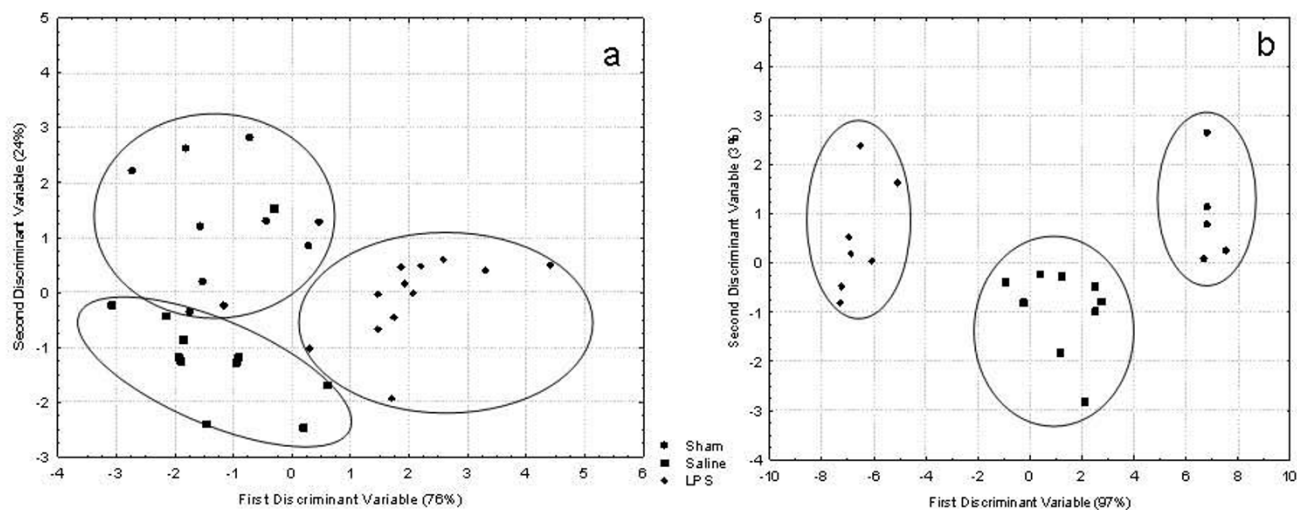 a
5
4
3
2
1
0
-1
-2
-3
Second Discriminant Variable (24%)
-4 -3 -2 -1 0 1 2 3 4 5 6
First Discriminant Variable (76%)
Sham
Saline
LPS
b
5
4
3
2
1
0
-1
-2
-3
-4
Second Discriminant Variable (3%)
-10 -8 -6 -4 -2 0 2 4 6 8 10
First Discriminant Variable (97%)